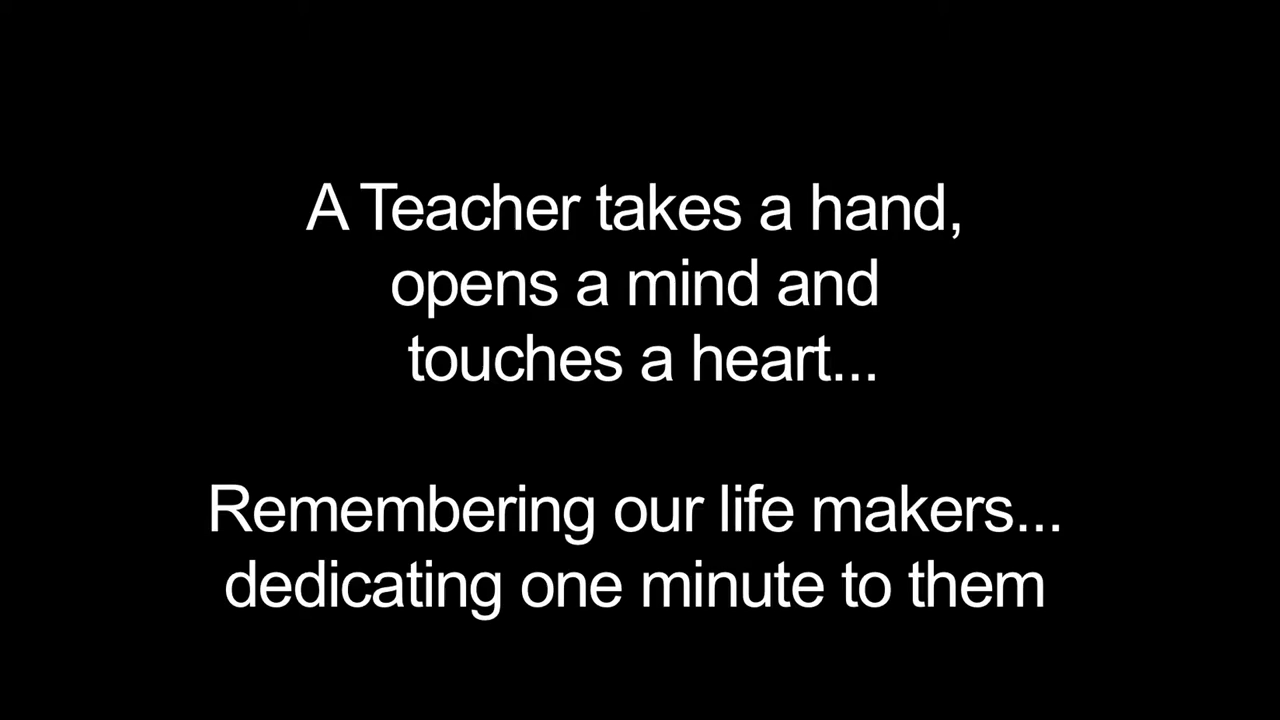 A Teacher takes a hand,
opens a mind and
touches a heart...
Remembering our life makers...
dedicating one minute to them